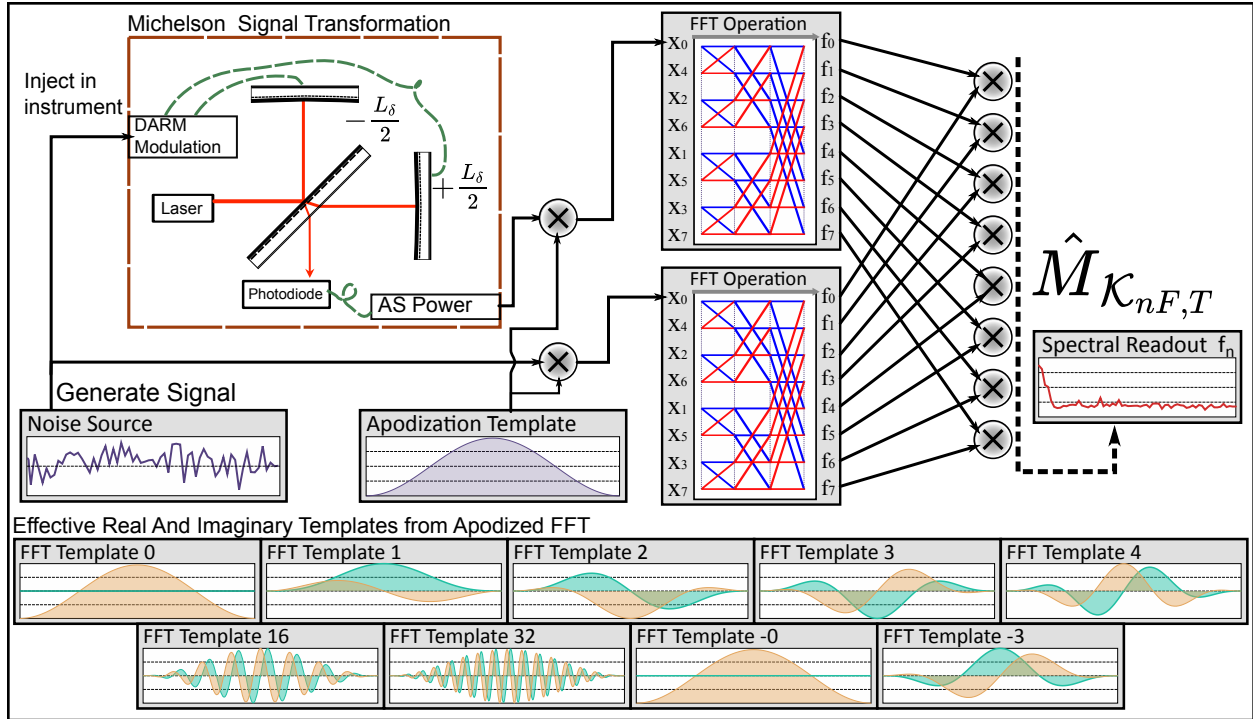 Michelson Signal Transformation
Inject in
instrument
DARM
Modulation
− L_δ / 2
+ L_δ / 2
Laser
Photodiode
AS Power
Generate Signal
Noise Source
Apodization Template
FFT Operation
X0 f0
X4 f1
X2 f2
X6 f3
X1 f4
X5 f5
X3 f6
X7 f7
FFT Operation
X0 f0
X4 f1
X2 f2
X6 f3
X1 f4
X5 f5
X3 f6
X7 f7
M̂_{𝒦_{nF,T}}
Spectral Readout f_n
Effective Real And Imaginary Templates from Apodized FFT
FFT Template 0
FFT Template 1
FFT Template 2
FFT Template 3
FFT Template 4
FFT Template 16
FFT Template 32
FFT Template -0
FFT Template -3